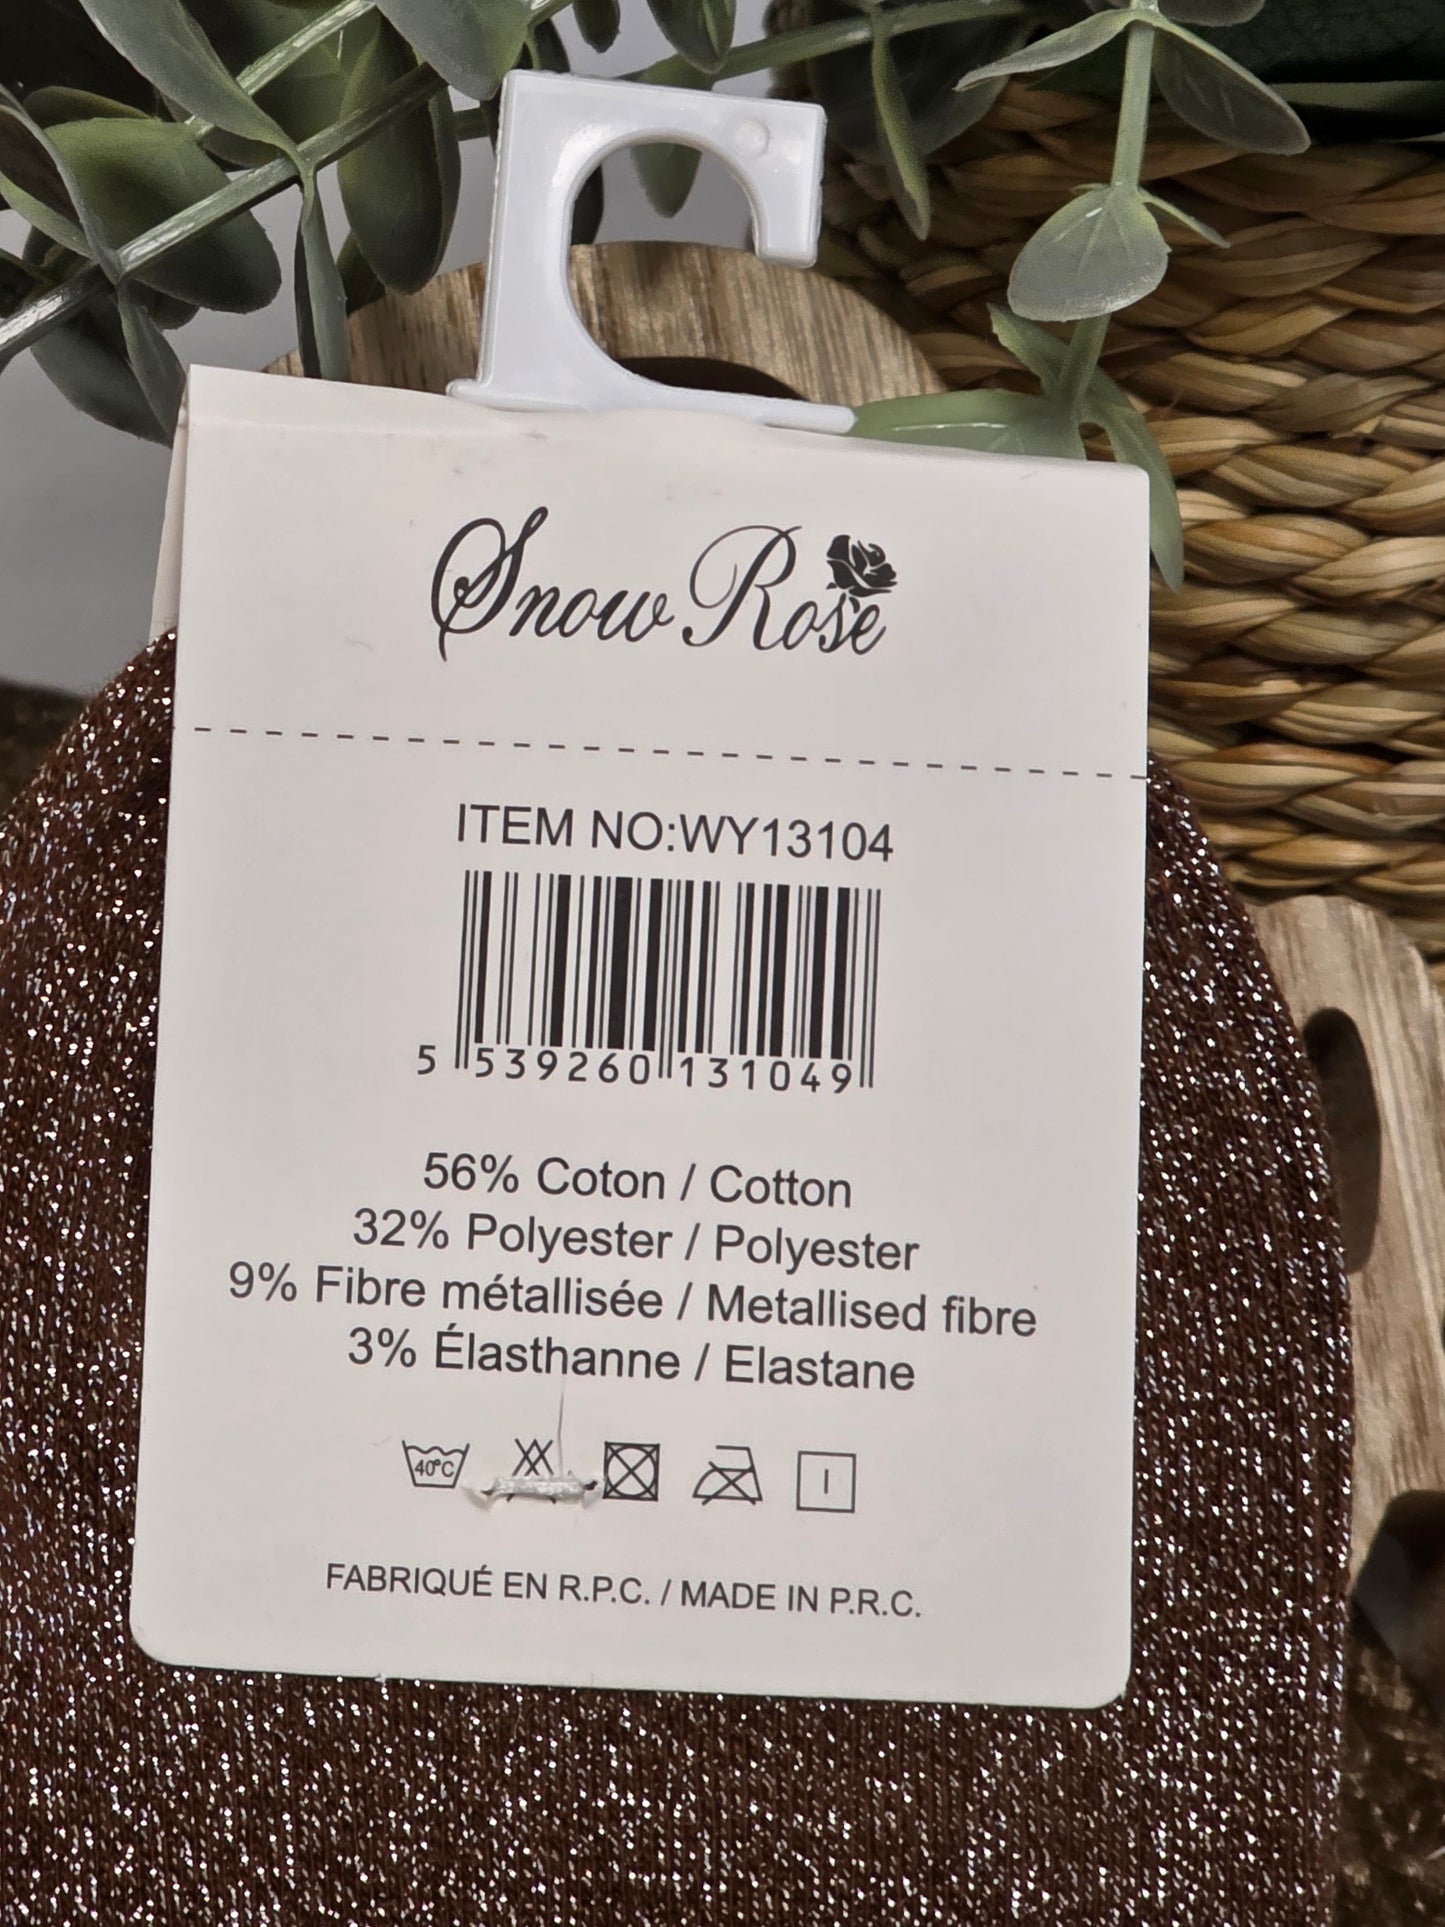 Snow Rose
ITEM NO:WY13104
5 539260 131049
56% Coton / Cotton
32% Polyester / Polyester
9% Fibre métallisée / Metallised fibre
3% Élasthanne / Elastane
40°C
FABRIQUÉ EN R.P.C. / MADE IN P.R.C.